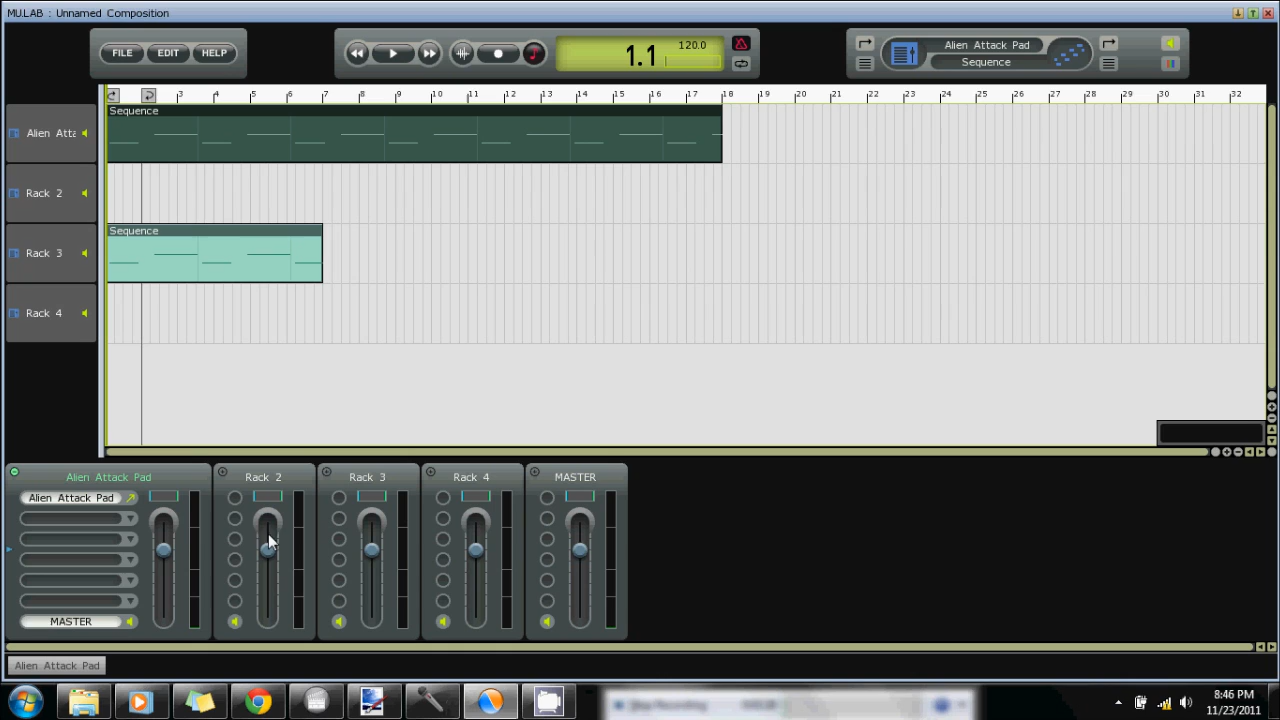 MU.LAB : Unnamed Composition
FILE EDIT HELP
1.1 120.0
Alien Attack Pad
Sequence
3 4 5 6 7 8 9 10 11 12 13 14 15 16 17 18 19 20 21 22 23 24 25 26 27 28 29 30 31 32
Alien Atta
Sequence
Rack 2
Sequence
Rack 3
Rack 4
Alien Attack Pad Rack 2 Rack 3 Rack 4 MASTER
Alien Attack Pad
MASTER
Alien Attack Pad
8:46 PM
11/23/2011